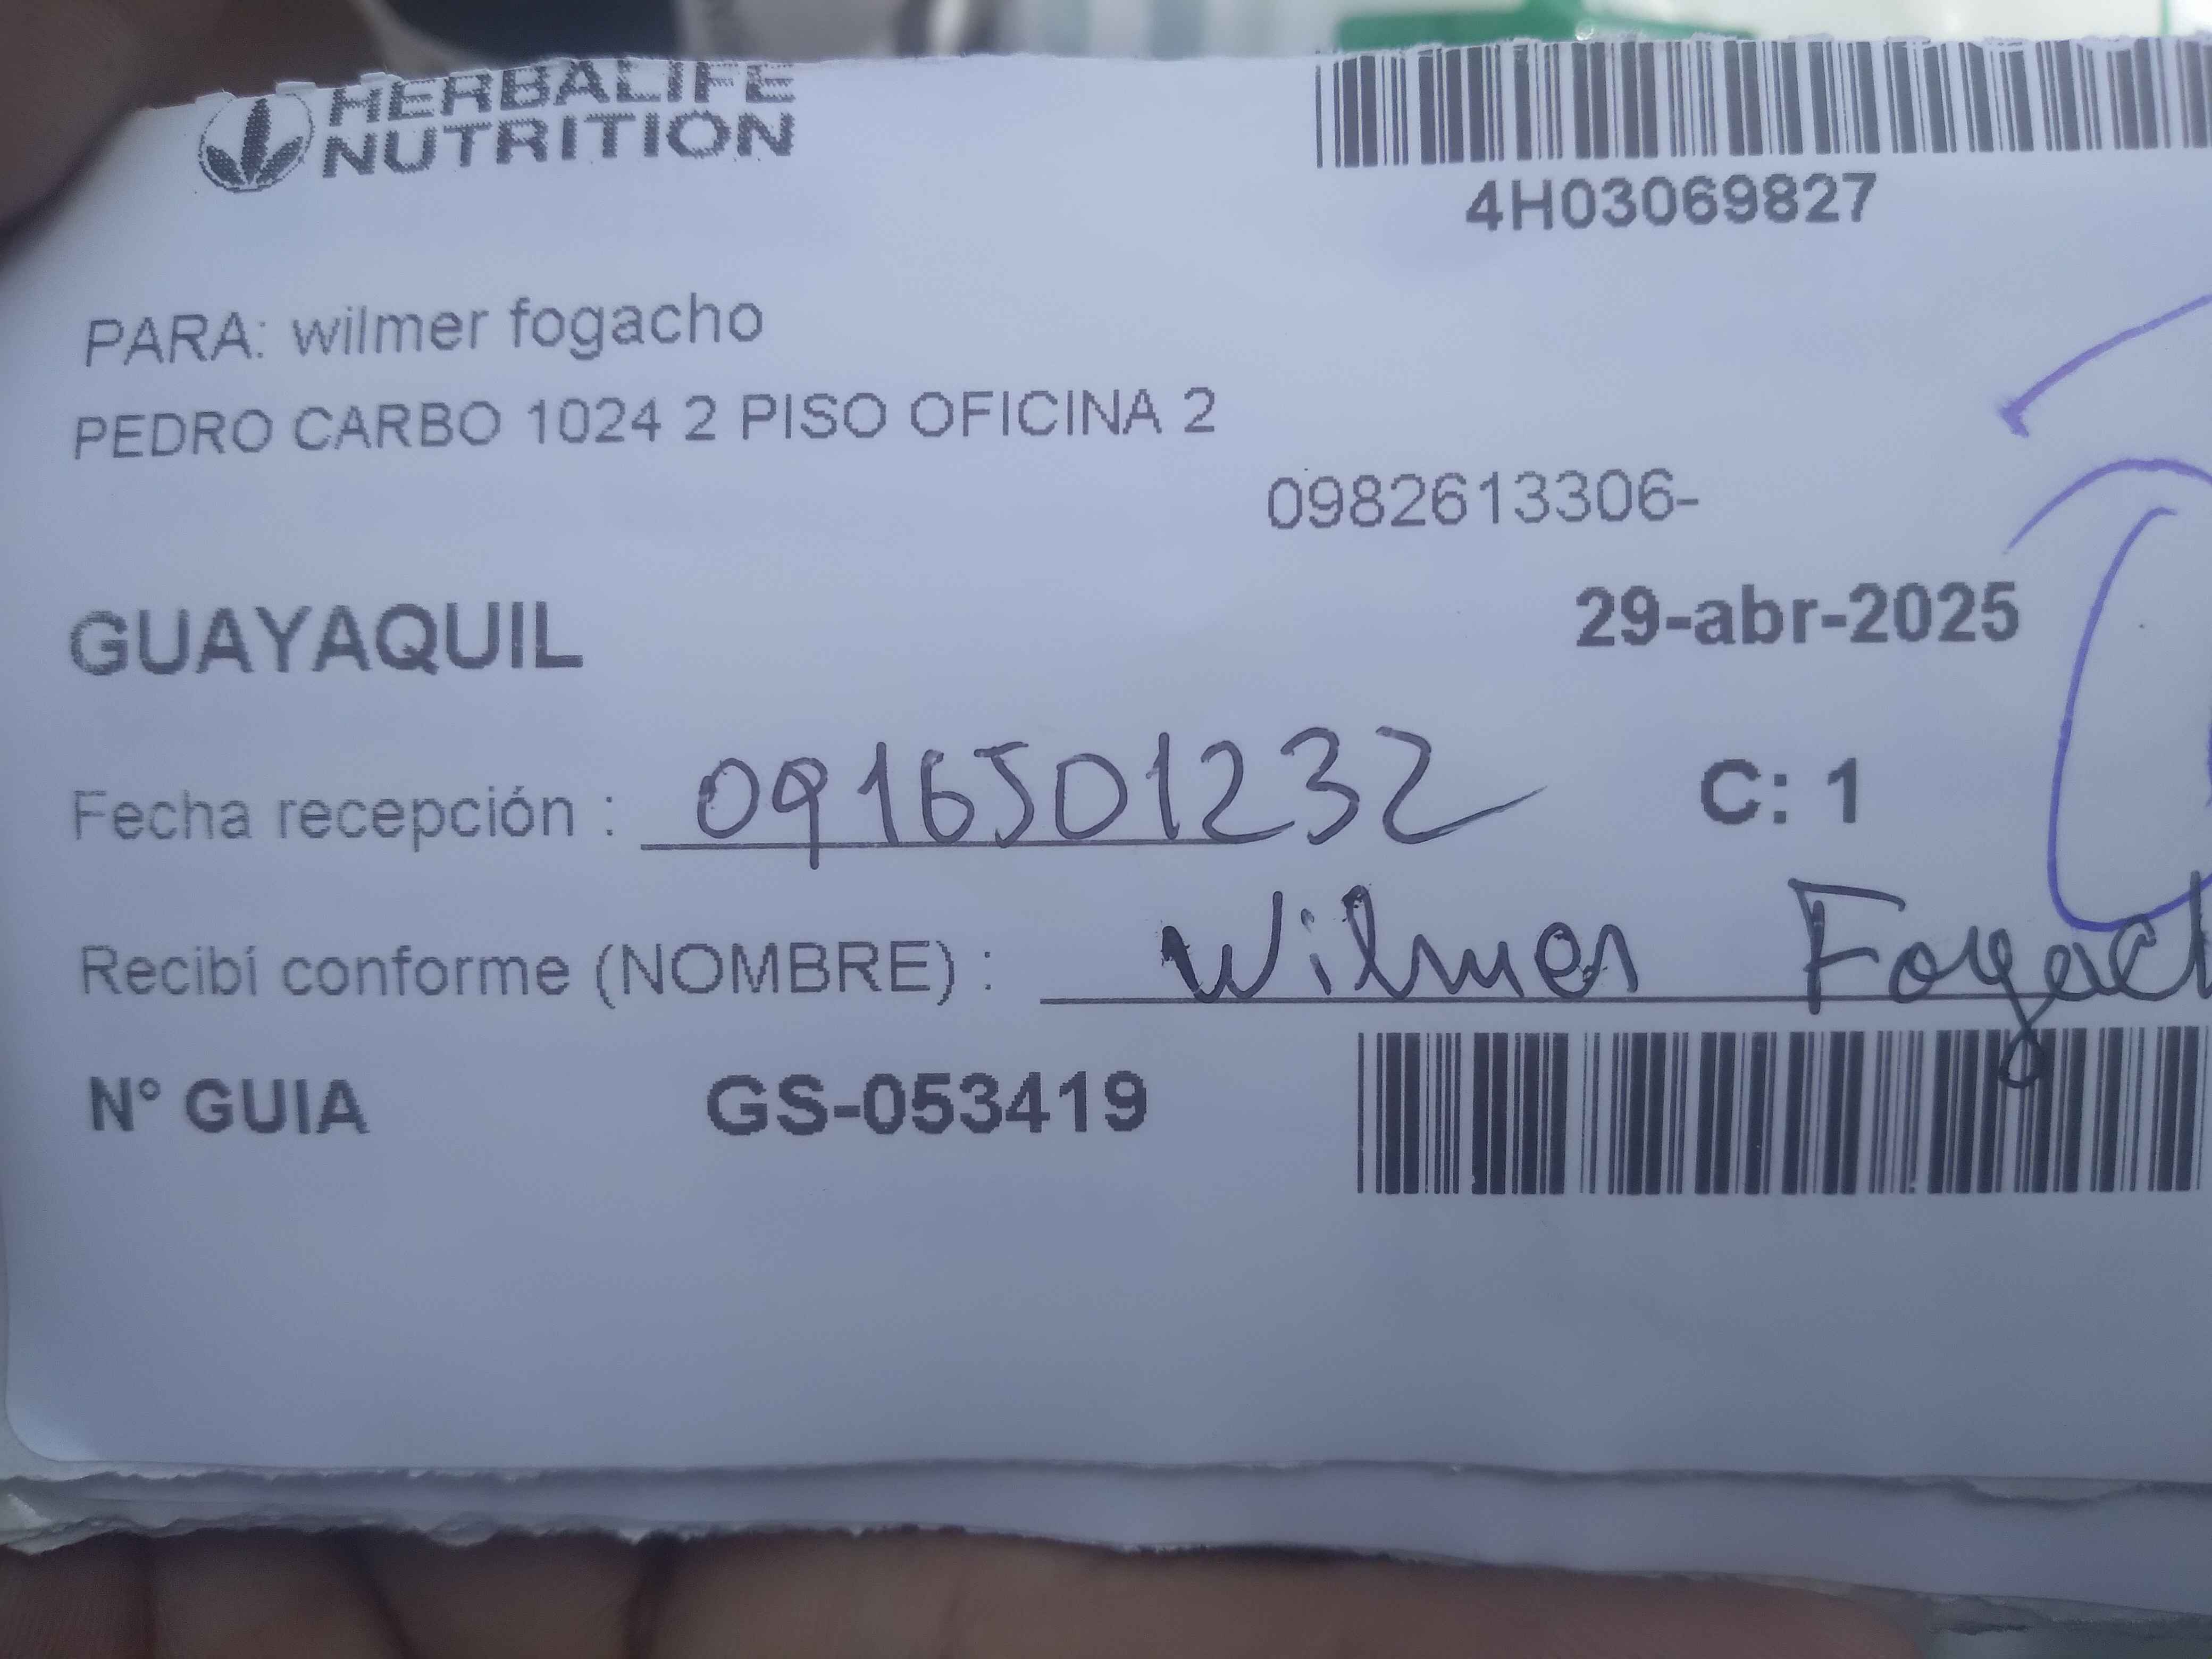 HERBALIFE
NUTRITION
4H03069827
PARA: wilmer fogacho
PEDRO CARBO 1024 2 PISO OFICINA 2
0982613306-
GUAYAQUIL
29-abr-2025
Fecha recepción : 0916501232 C: 1
Recibí conforme (NOMBRE) : Wilmer Fogach
N° GUIA GS-053419